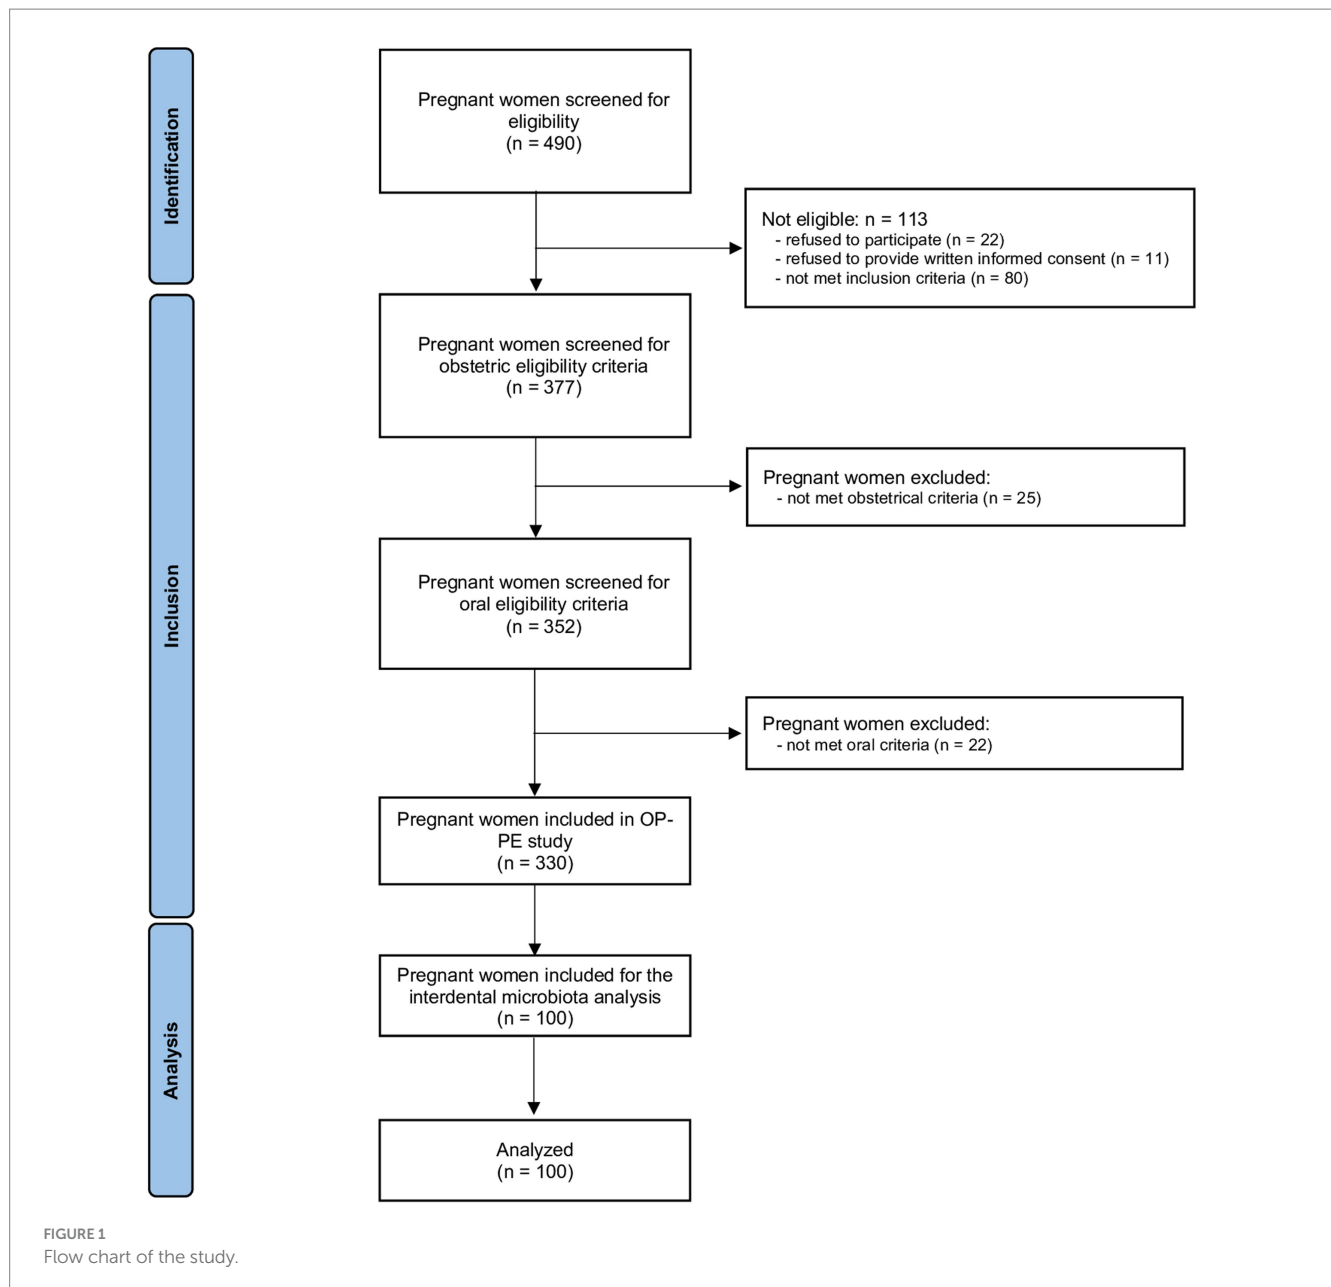 Identification
Pregnant women screened for
eligibility
(n = 490)
Not eligible: n = 113
- refused to participate (n = 22)
- refused to provide written informed consent (n = 11)
- not met inclusion criteria (n = 80)
Inclusion
Pregnant women screened for
obstetric eligibility criteria
(n = 377)
Pregnant women excluded:
- not met obstetrical criteria (n = 25)
Pregnant women screened for
oral eligibility criteria
(n = 352)
Pregnant women excluded:
- not met oral criteria (n = 22)
Pregnant women included in OP-
PE study
(n = 330)
Analysis
Pregnant women included for the
interdental microbiota analysis
(n = 100)
Analyzed
(n = 100)
FIGURE 1
Flow chart of the study.